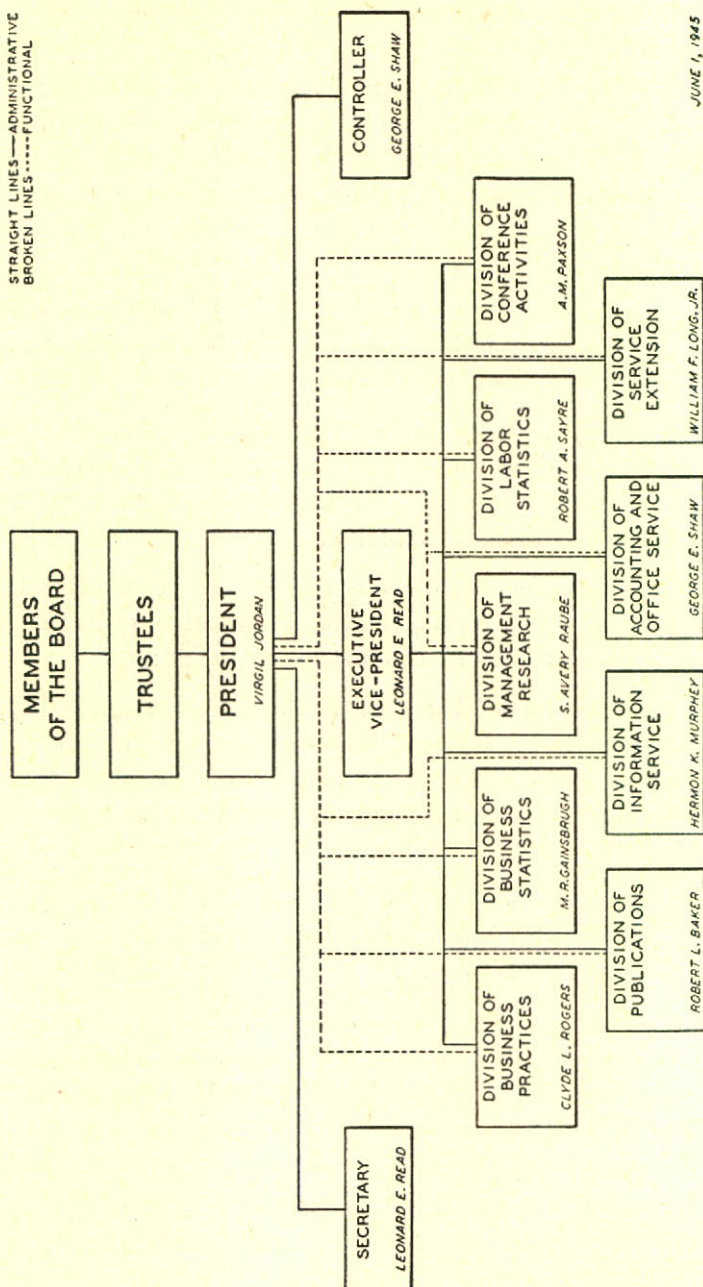 STRAIGHT LINES——ADMINISTRATIVE
BROKEN LINES-----FUNCTIONAL
MEMBERS
OF THE BOARD
TRUSTEES
PRESIDENT
VIRGIL JORDAN
SECRETARY
LEONARD E. READ
EXECUTIVE
VICE-PRESIDENT
LEONARD E READ
CONTROLLER
GEORGE E. SHAW
DIVISION OF
BUSINESS
PRACTICES
CLYDE L. ROGERS
DIVISION OF
BUSINESS
STATISTICS
M.R.GAINSBRUGH
DIVISION OF
MANAGEMENT
RESEARCH
S. AVERY RAUBE
DIVISION OF
LABOR
STATISTICS
ROBERT A. SAYRE
DIVISION OF
CONFERENCE
ACTIVITIES
A.M.PAXSON
DIVISION OF
PUBLICATIONS
ROBERT L. BAKER
DIVISION OF
INFORMATION
SERVICE
HERMON K. MURPHEY
DIVISION OF
ACCOUNTING AND
OFFICE SERVICE
GEORGE E. SHAW
DIVISION OF
SERVICE
EXTENSION
WILLIAM F. LONG, JR.
JUNE 1, 1945